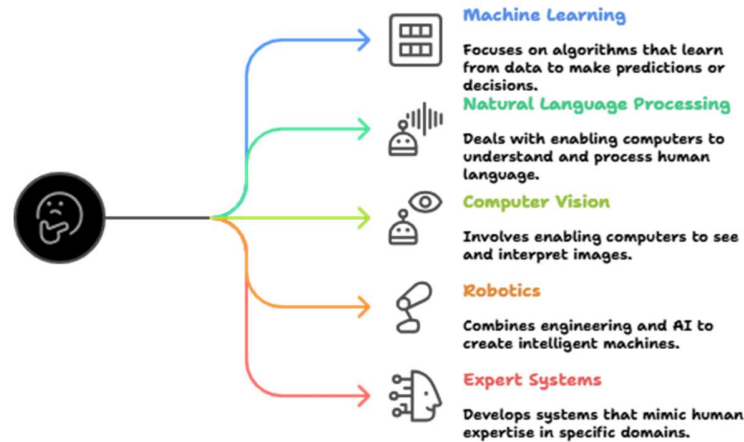 Machine Learning
Focuses on algorithms that learn
from data to make predictions or
decisions.
Natural Language Processing
Deals with enabling computers to
understand and process human
language.
Computer Vision
Involves enabling computers to see
and interpret images.
Robotics
Combines engineering and AI to
create intelligent machines.
Expert Systems
Develops systems that mimic human
expertise in specific domains.